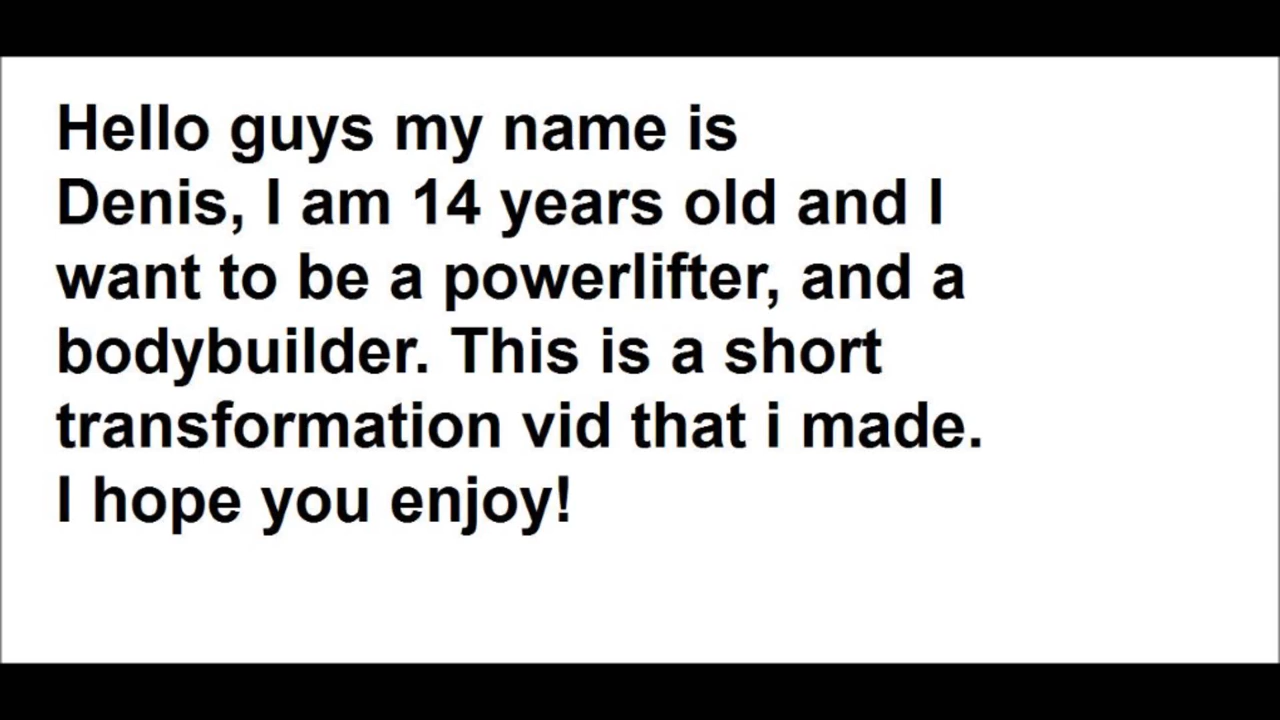 Hello guys my name is
Denis, I am 14 years old and I
want to be a powerlifter, and a
bodybuilder. This is a short
transformation vid that i made.
I hope you enjoy!